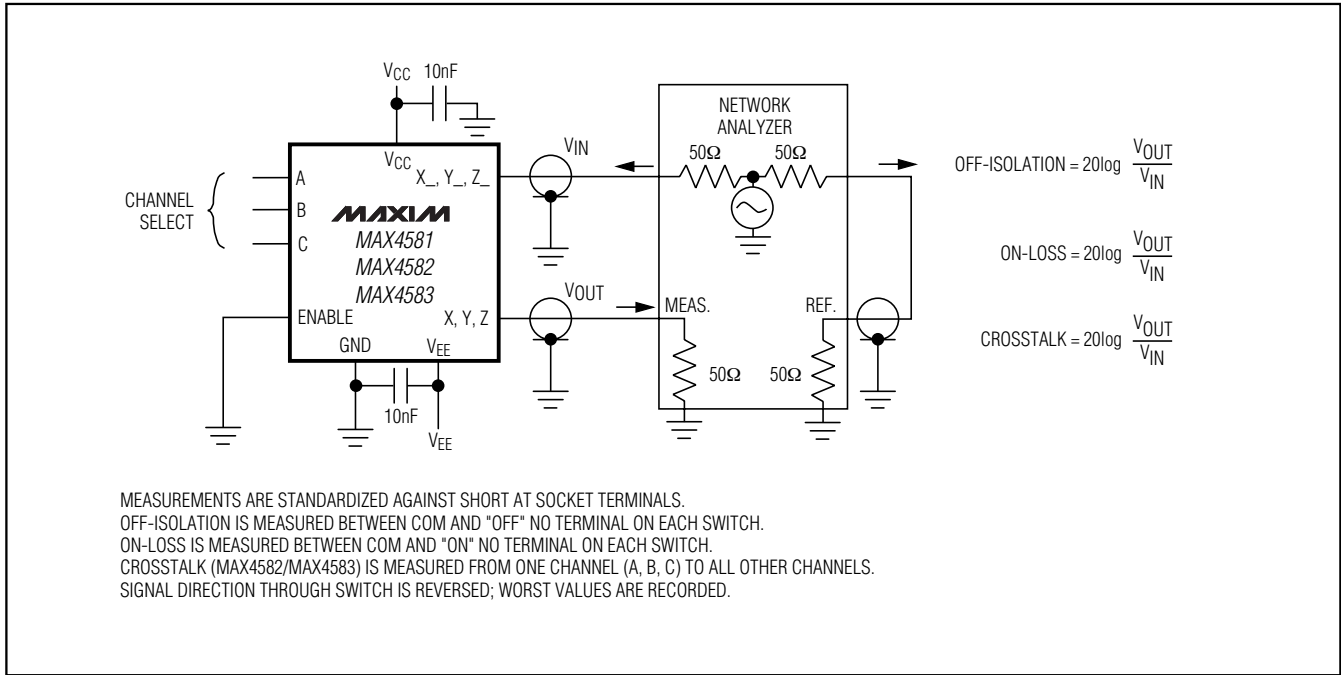 VCC 10nF
VCC
A
B
C
CHANNEL
SELECT
X_, Y_, Z_
MAXIM
MAX4581
MAX4582
MAX4583
ENABLE
X, Y, Z
GND
VEE
10nF
VEE
VIN
VOUT
NETWORK
ANALYZER
50Ω 50Ω
MEAS. REF.
50Ω 50Ω
OFF-ISOLATION = 20log VOUT
VIN
ON-LOSS = 20log VOUT
VIN
CROSSTALK = 20log VOUT
VIN
MEASUREMENTS ARE STANDARDIZED AGAINST SHORT AT SOCKET TERMINALS.
OFF-ISOLATION IS MEASURED BETWEEN COM AND "OFF" NO TERMINAL ON EACH SWITCH.
ON-LOSS IS MEASURED BETWEEN COM AND "ON" NO TERMINAL ON EACH SWITCH.
CROSSTALK (MAX4582/MAX4583) IS MEASURED FROM ONE CHANNEL (A, B, C) TO ALL OTHER CHANNELS.
SIGNAL DIRECTION THROUGH SWITCH IS REVERSED; WORST VALUES ARE RECORDED.